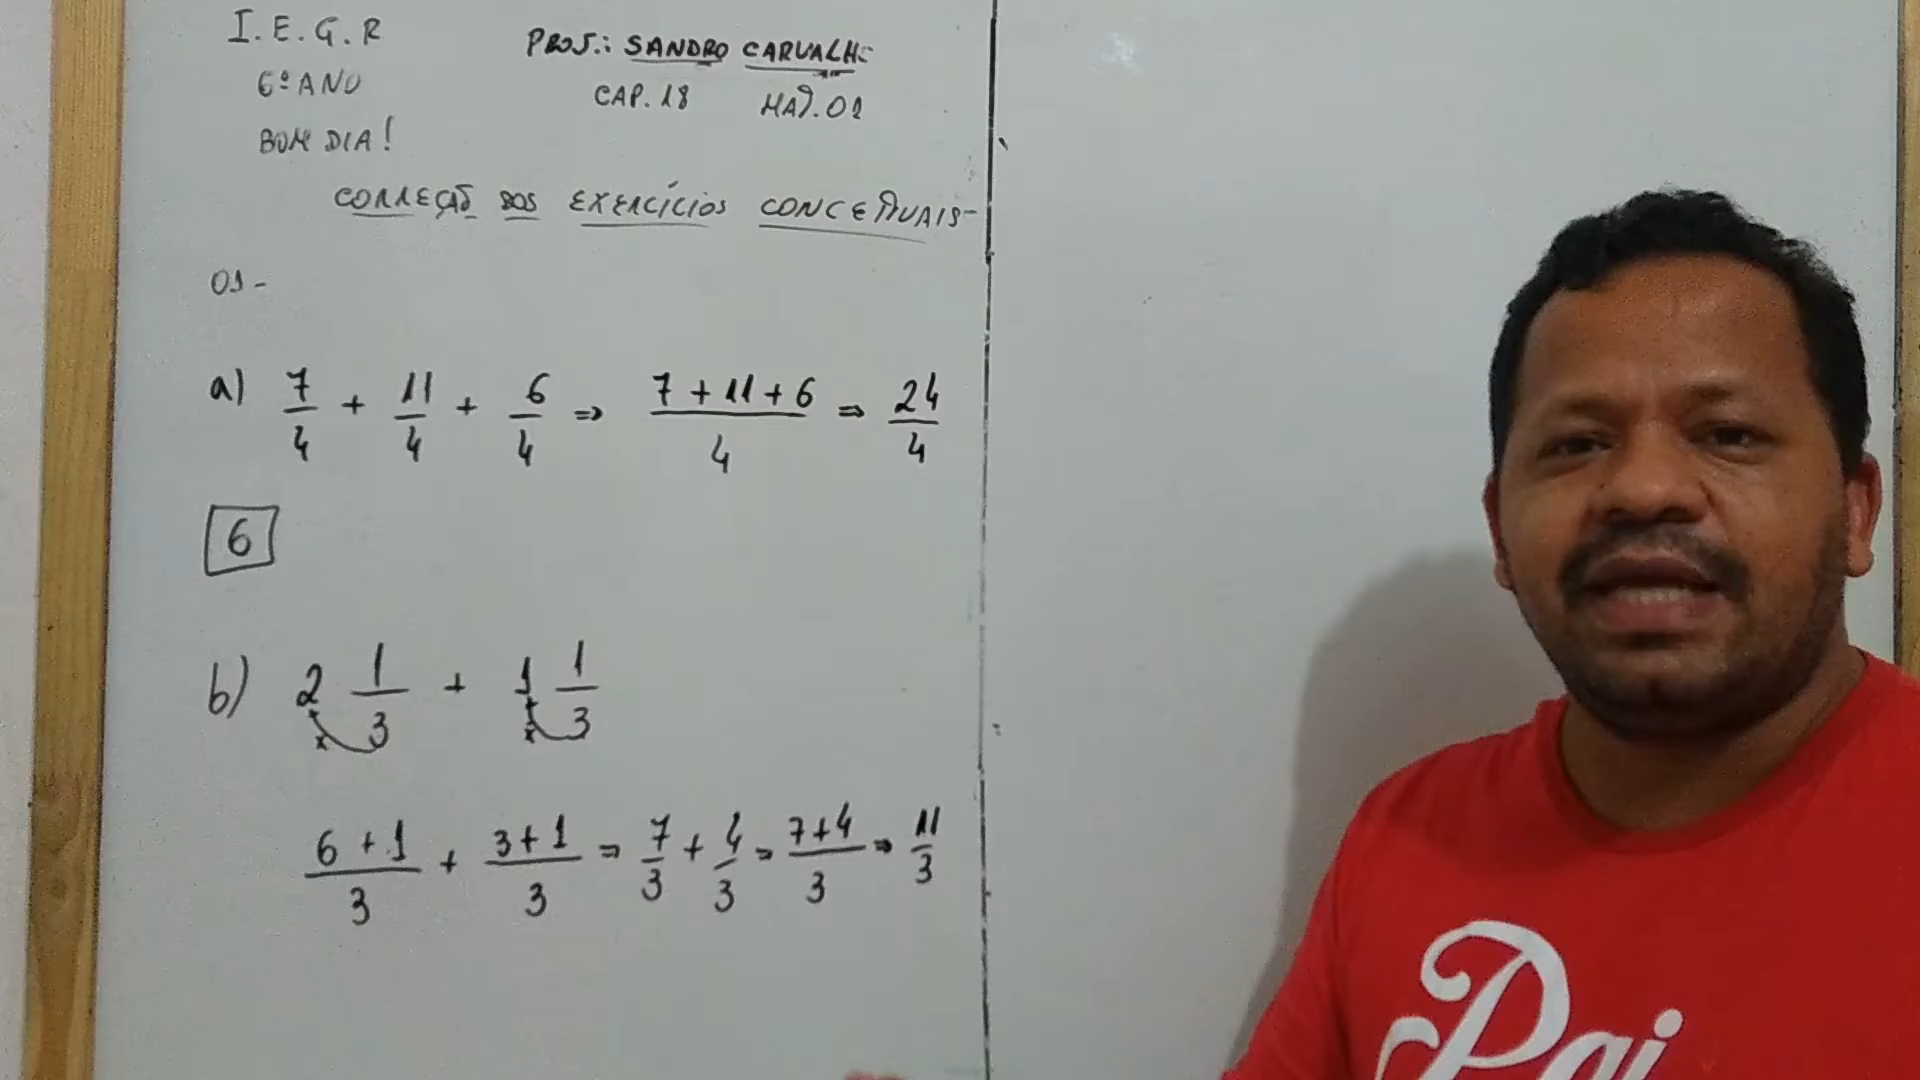 I.E.G.R
PROF.: SANDRO CARVALH
6º ANO
CAP. 18 MAT. 01
BOM DIA!
CORREÇÃO DOS EXERCÍCIOS CONCEITUAIS-
01-
a) 7/4 + 11/4 + 6/4 ⇒ 7+11+6/4 ⇒ 24/4
6
b) 2 1/3 + 1 1/3
6+1/3 + 3+1/3 = 7/3 + 4/3 = 7+4/3 = 11/3
Pai